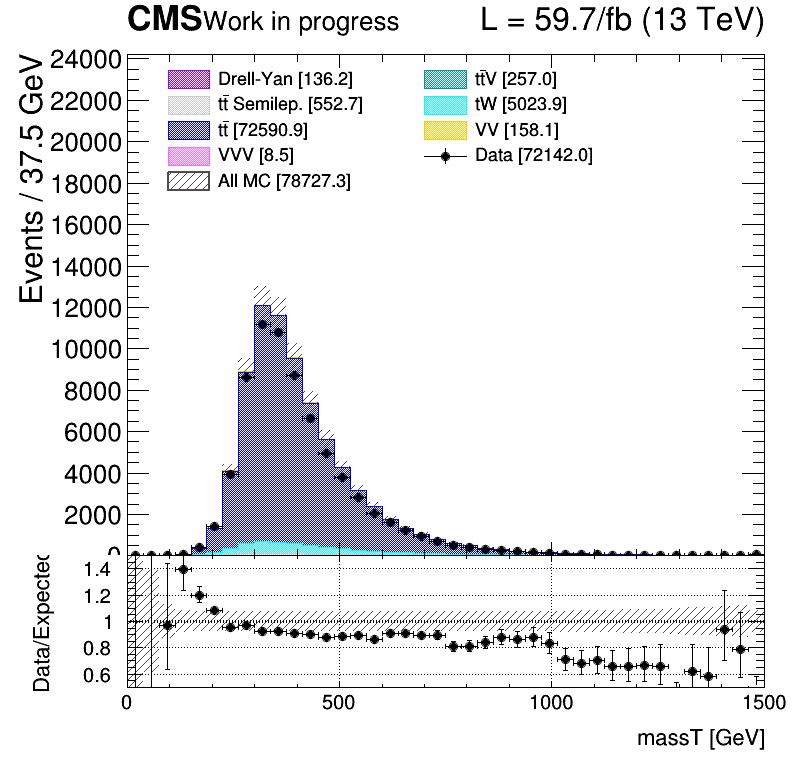 CMS Work in progress L = 59.7/fb (13 TeV)
Events / 37.5 GeV
24000
22000
20000
18000
16000
14000
12000
10000
8000
6000
4000
2000
0
Drell-Yan [136.2]
tt̄ Semilep. [552.7]
tt̄ [72590.9]
VVV [8.5]
All MC [78727.3]
tt̄V [257.0]
tW [5023.9]
VV [158.1]
Data [72142.0]
Data/Expected
1.4
1.2
1
0.8
0.6
0 500 1000 1500
massT [GeV]